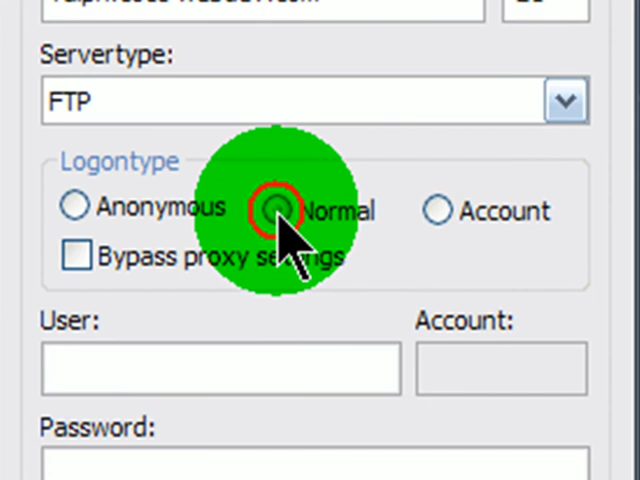 Servertype:
FTP
Logontype
Anonymous Normal Account
Bypass proxy settings
User: Account:
Password: